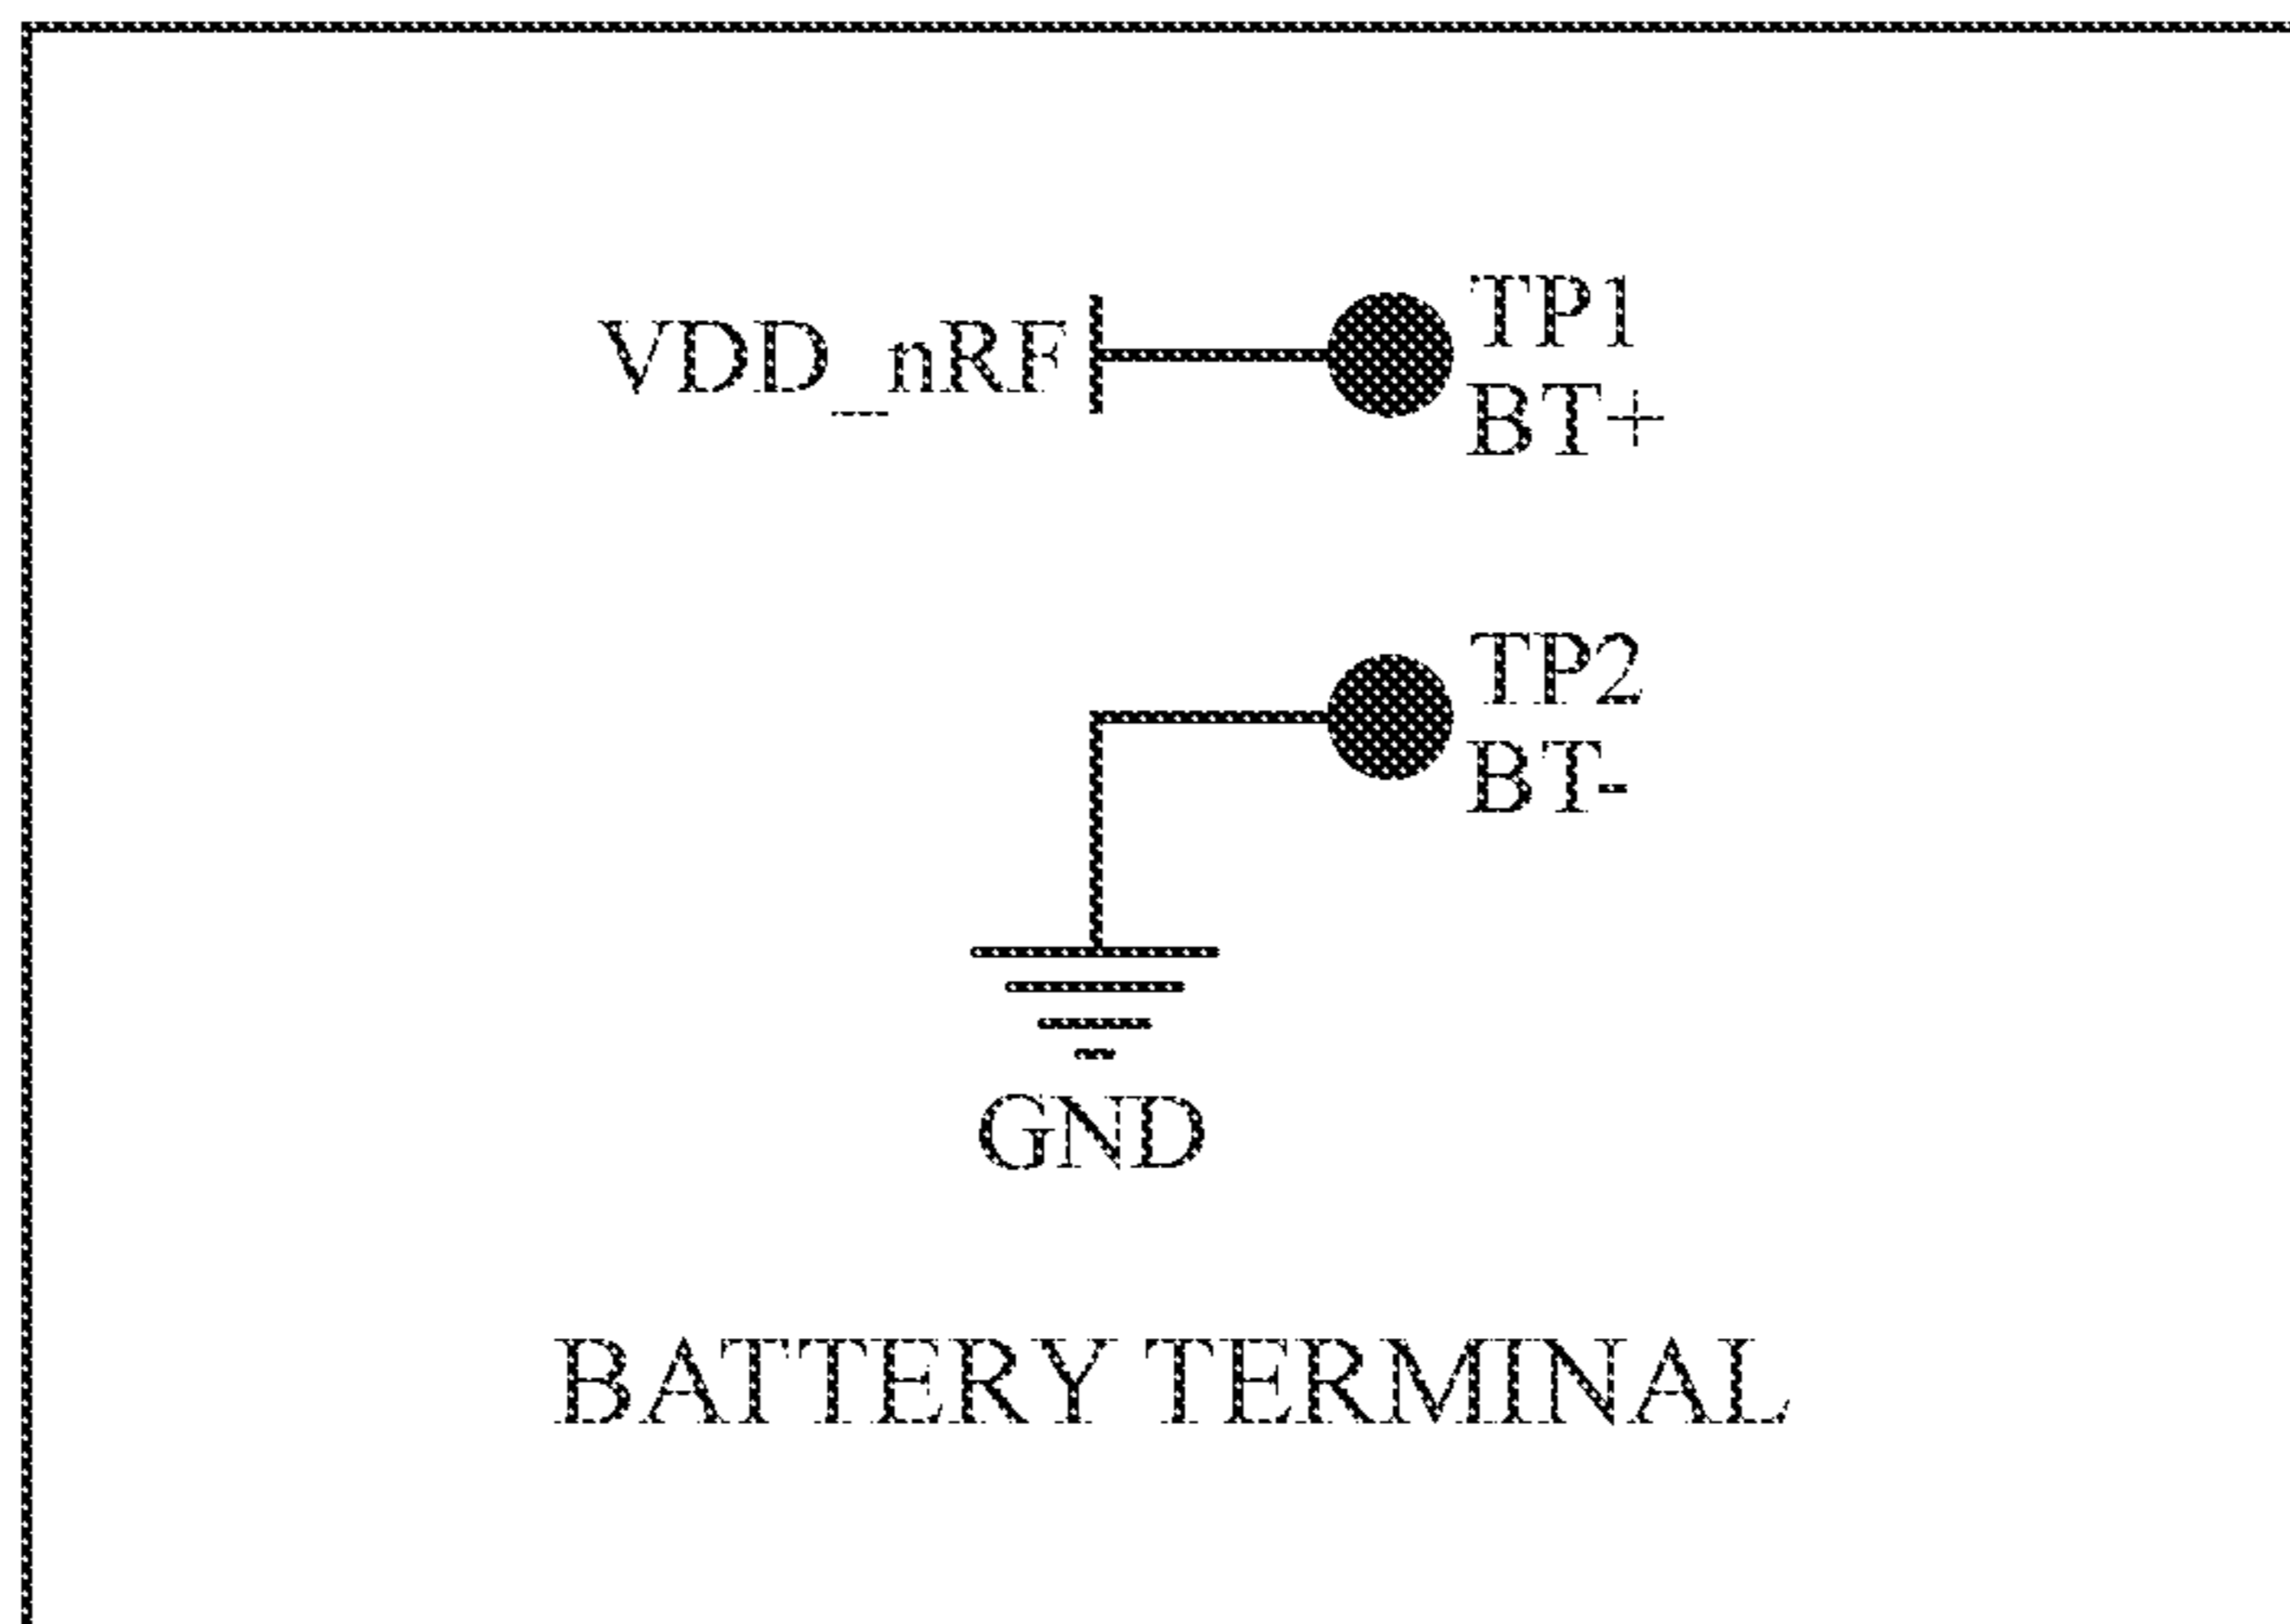 TP1
VDD_nRF
BT+
TP2
BT-
GND
BATTERY TERMINAL